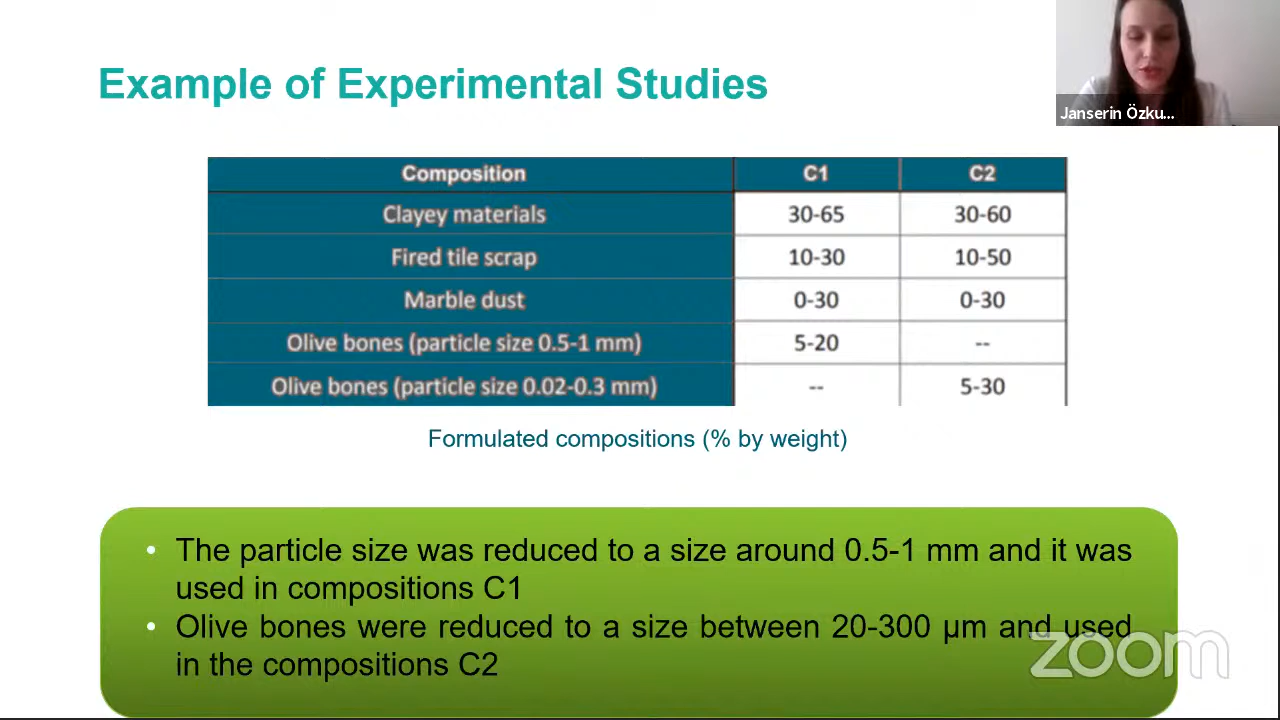 Example of Experimental Studies
Janserin Özku...
Composition C1 C2
Clayey materials 30-65 30-60
Fired tile scrap 10-30 10-50
Marble dust 0-30 0-30
Olive bones (particle size 0.5-1 mm) 5-20 --
Olive bones (particle size 0.02-0.3 mm) -- 5-30
Formulated compositions (% by weight)
• The particle size was reduced to a size around 0.5-1 mm and it was
used in compositions C1
• Olive bones were reduced to a size between 20-300 μm and used
in the compositions C2
zoom